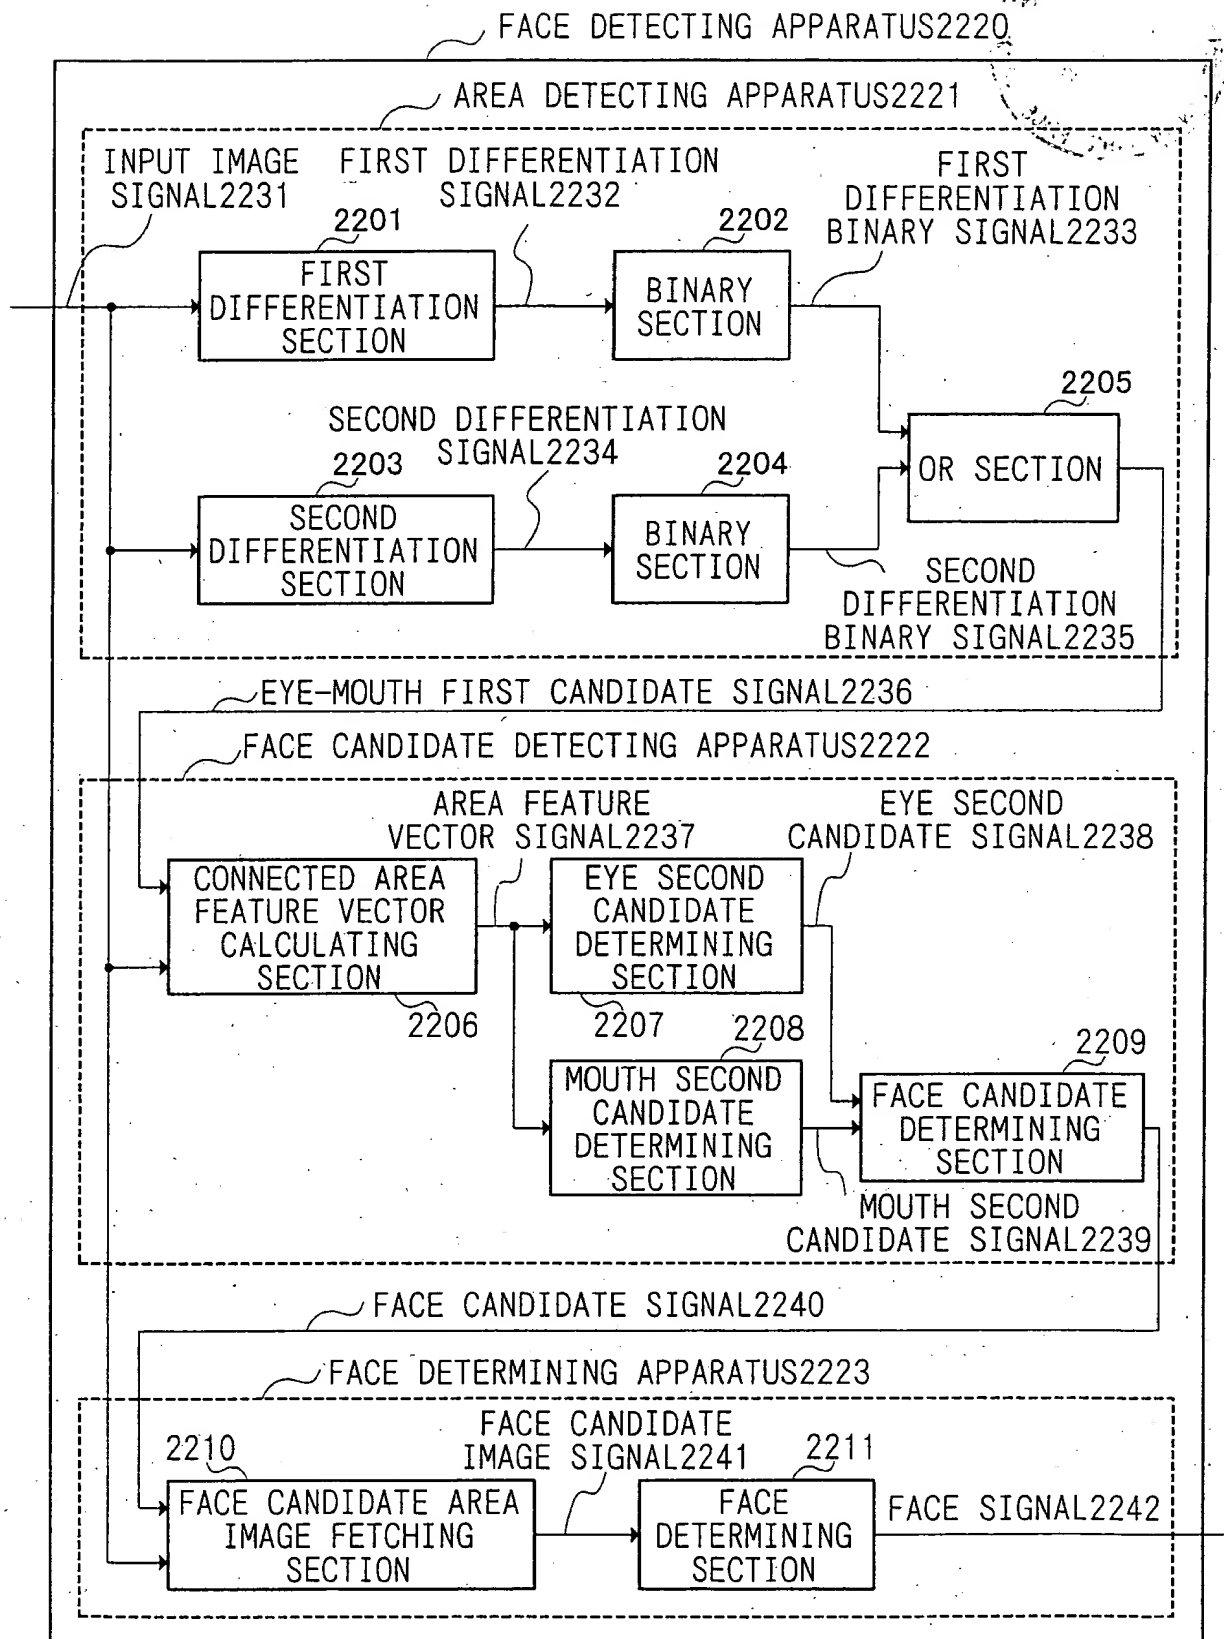 FACE DETECTING APPARATUS2220
AREA DETECTING APPARATUS2221
INPUT IMAGE
SIGNAL2231
FIRST DIFFERENTIATION
SIGNAL2232
FIRST
DIFFERENTIATION
BINARY SIGNAL2233
2201
FIRST
DIFFERENTIATION
SECTION
2202
BINARY
SECTION
2205
OR SECTION
SECOND DIFFERENTIATION
SIGNAL2234
2203
SECOND
DIFFERENTIATION
SECTION
2204
BINARY
SECTION
SECOND
DIFFERENTIATION
BINARY SIGNAL2235
EYE-MOUTH FIRST CANDIDATE SIGNAL2236
FACE CANDIDATE DETECTING APPARATUS2222
AREA FEATURE
VECTOR SIGNAL2237
EYE SECOND
CANDIDATE SIGNAL2238
CONNECTED AREA
FEATURE VECTOR
CALCULATING
SECTION
2206
EYE SECOND
CANDIDATE
DETERMINING
SECTION
2207
2208
MOUTH SECOND
CANDIDATE
DETERMINING
SECTION
2209
FACE CANDIDATE
DETERMINING
SECTION
MOUTH SECOND
CANDIDATE SIGNAL2239
FACE CANDIDATE SIGNAL2240
FACE DETERMINING APPARATUS2223
FACE CANDIDATE
IMAGE SIGNAL2241
2210
FACE CANDIDATE AREA
IMAGE FETCHING
SECTION
2211
FACE
DETERMINING
SECTION
FACE SIGNAL2242